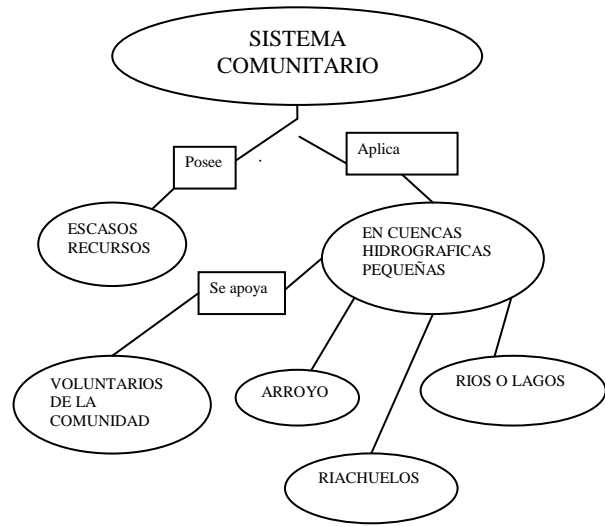 SISTEMA
COMUNITARIO
Posee
Aplica
ESCASOS
RECURSOS
EN CUENCAS
HIDROGRAFICAS
PEQUEÑAS
Se apoya
VOLUNTARIOS
DE LA
COMUNIDAD
ARROYO
RIOS O LAGOS
RIACHUELOS